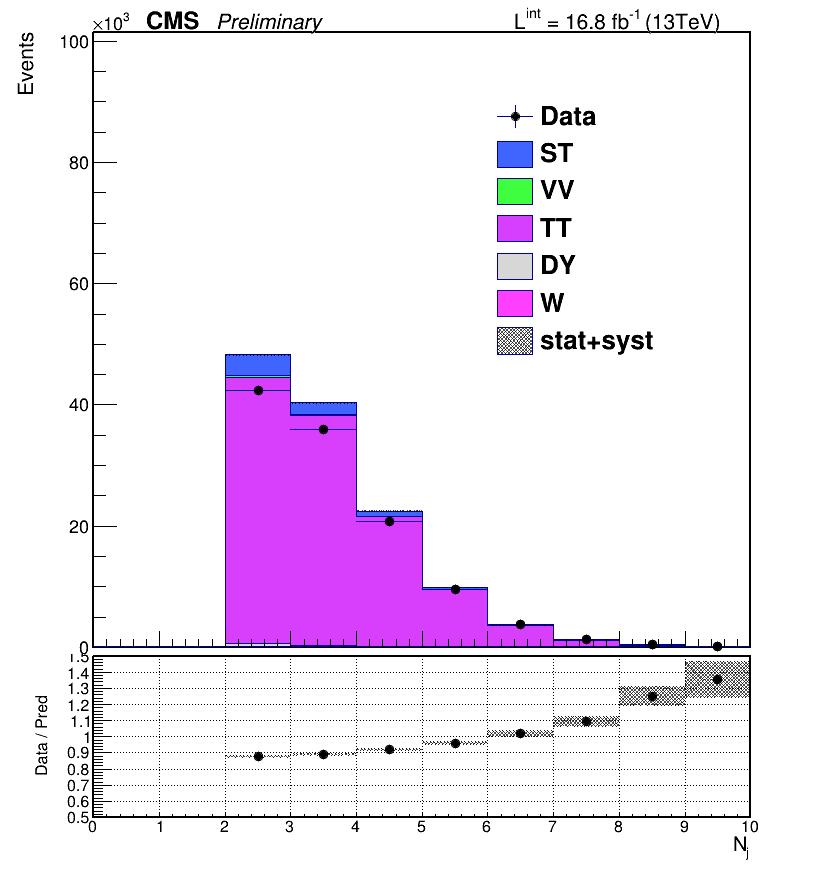 ×10³ CMS Preliminary L^int = 16.8 fb⁻¹ (13TeV)
Events
100
80
60
40
20
0
Data
ST
VV
TT
DY
W
stat+syst
Data / Pred
1.5
1.4
1.3
1.2
1.1
1
0.9
0.8
0.7
0.6
0.5
0 1 2 3 4 5 6 7 8 9 10
N_j